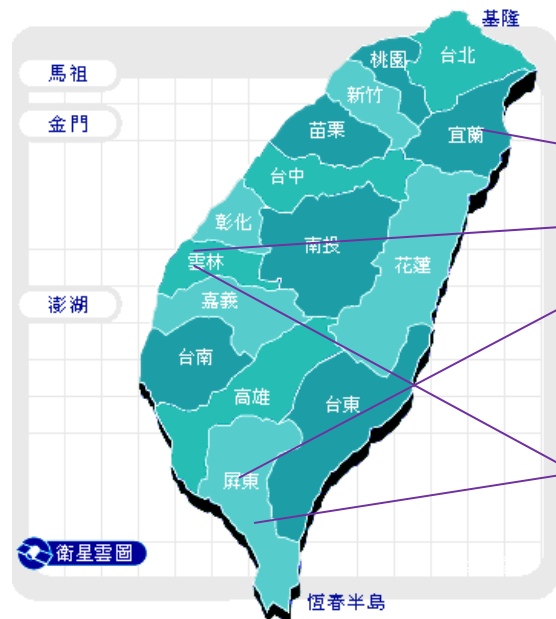 基隆
台北
桃園
馬祖
新竹
金門
苗栗
宜蘭
台中
彰化
南投
雲林
花蓮
嘉義
澎湖
台南
高雄
台東
屏東
衛星雲圖
恆春半島